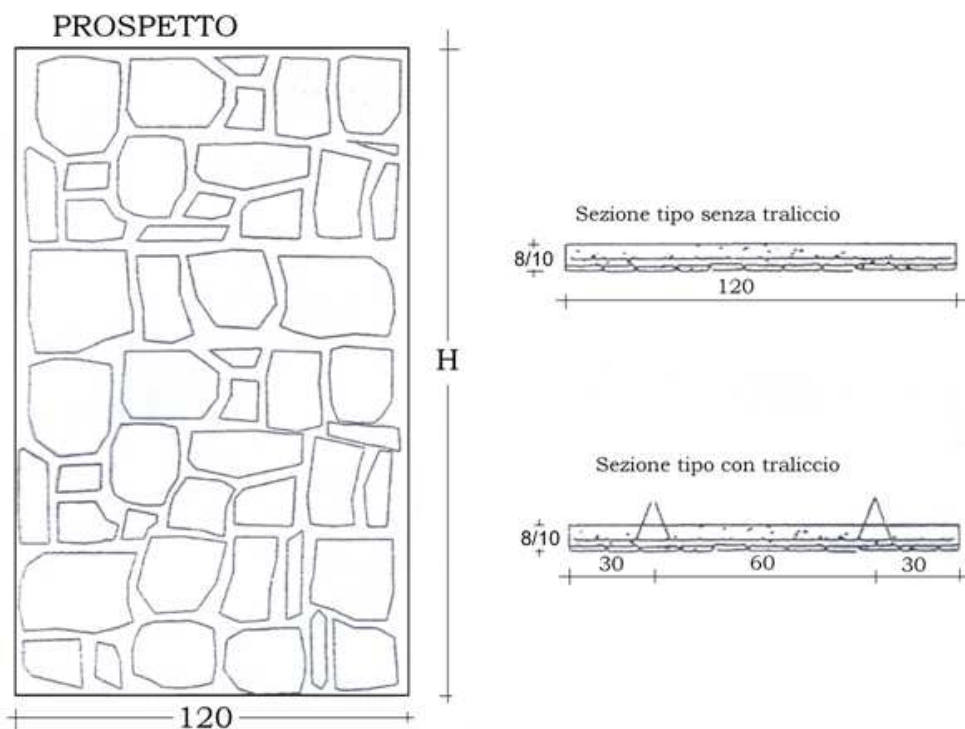 PROSPETTO
H
120
Sezione tipo senza traliccio
8/10
120
Sezione tipo con traliccio
8/10
30
60
30